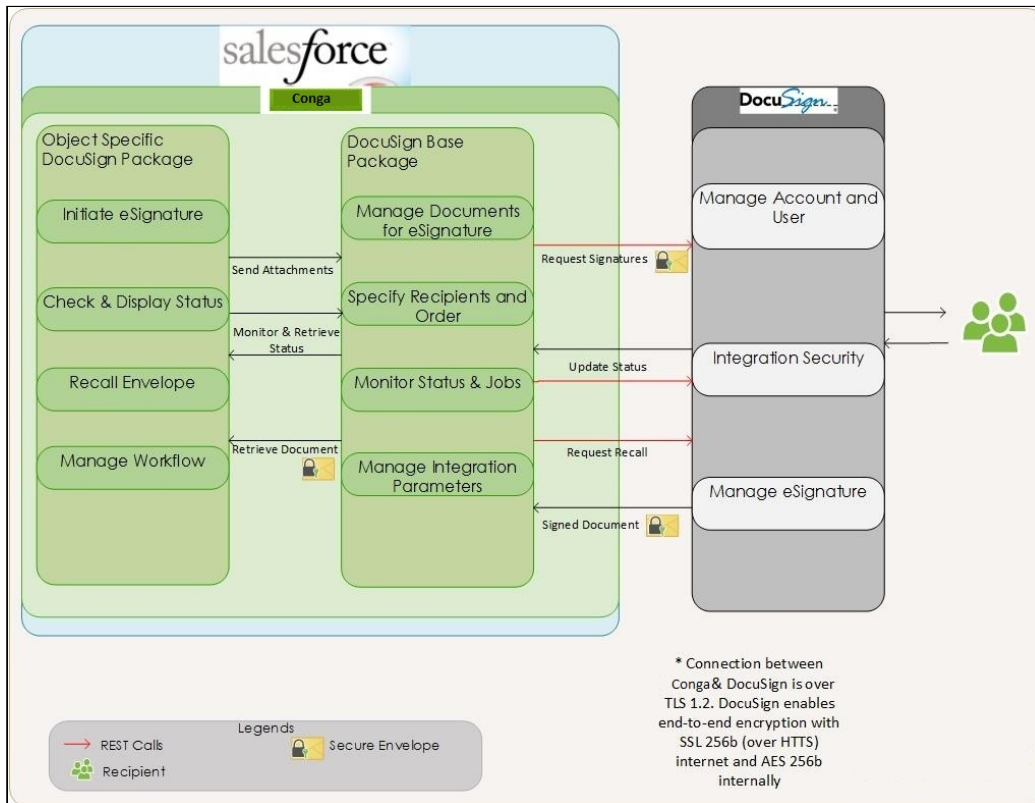 salesforce
Conga
DocuSign
Object Specific
DocuSign Package
DocuSign Base
Package
Initiate eSignature
Manage Documents
for eSignature
Manage Account and
User
Send Attachments
Request Signatures
Check & Display Status
Specify Recipients and
Order
Monitor & Retrieve
Status
Integration Security
Update Status
Recall Envelope
Monitor Status & Jobs
Retrieve Document
Request Recall
Manage Workflow
Manage Integration
Parameters
Manage eSignature
Signed Document
* Connection between
Conga& DocuSign is over
TLS 1.2. DocuSign enables
end-to-end encryption with
SSL 256b (over HTTS)
internet and AES 256b
internally
Legends
REST Calls
Secure Envelope
Recipient